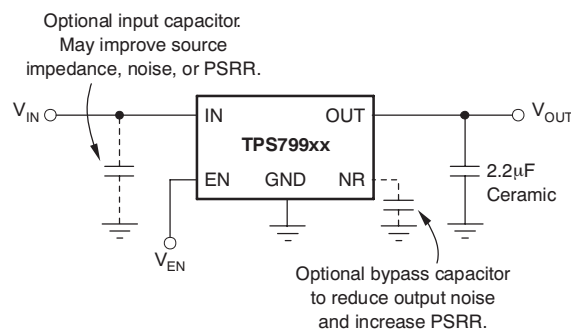 Optional input capacitor.
May improve source
impedance, noise, or PSRR.
VIN
IN
OUT
VOUT
TPS799xx
EN
GND
NR
2.2μF
Ceramic
VEN
Optional bypass capacitor
to reduce output noise
and increase PSRR.